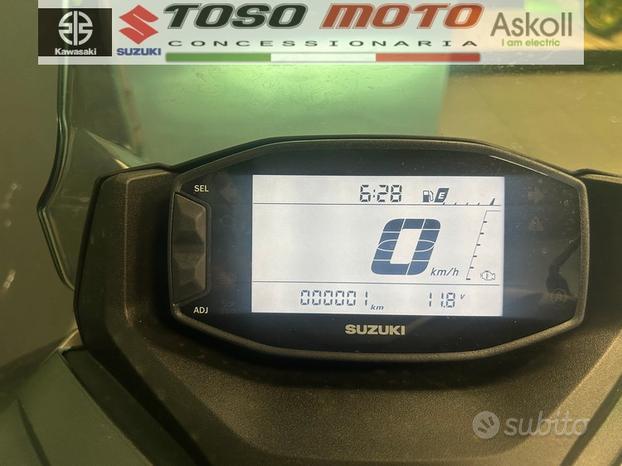 Kawasaki
SUZUKI
TOSO MOTO
CONCESSIONARIA
Askoll
I am electric
SEL
6:28
E
0
km/h
000001 km
11.8 V
ADJ
SUZUKI
subito